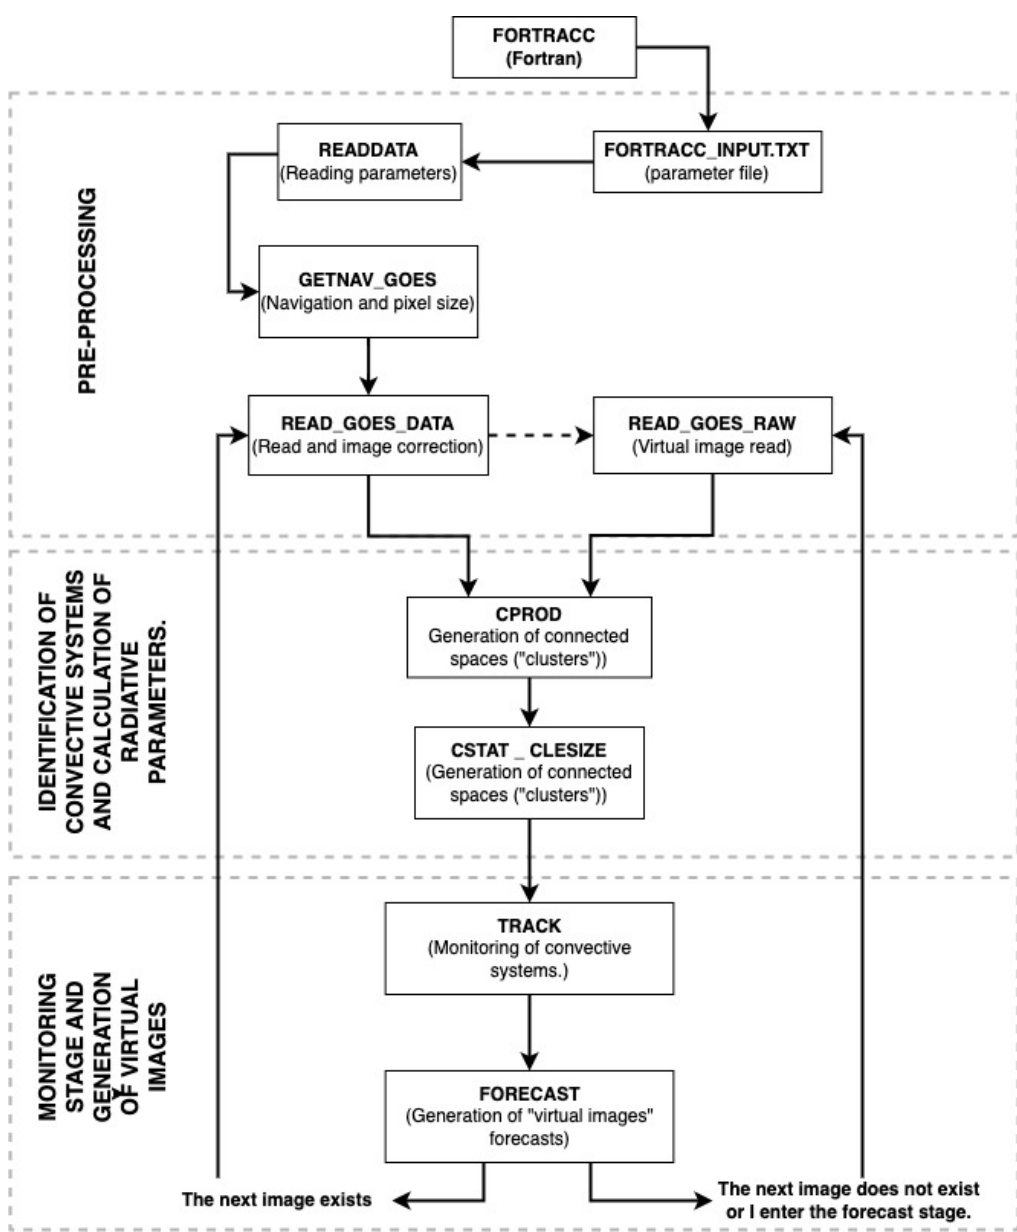 FORTRACC
(Fortran)
FORTRACC_INPUT.TXT
(parameter file)
READDATA
(Reading parameters)
GETNAV_GOES
(Navigation and pixel size)
READ_GOES_DATA
(Read and image correction)
READ_GOES_RAW
(Virtual image read)
PRE-PROCESSING
CPROD
Generation of connected
spaces ("clusters"))
CSTAT _ CLESIZE
(Generation of connected
spaces ("clusters"))
IDENTIFICATION OF
CONVECTIVE SYSTEMS
AND CALCULATION OF
RADIATIVE
PARAMETERS.
TRACK
(Monitoring of convective
systems.)
FORECAST
(Generation of "virtual images"
forecasts)
MONITORING
STAGE AND
GENERATION
OF VIRTUAL
IMAGES
The next image exists
The next image does not exist
or I enter the forecast stage.